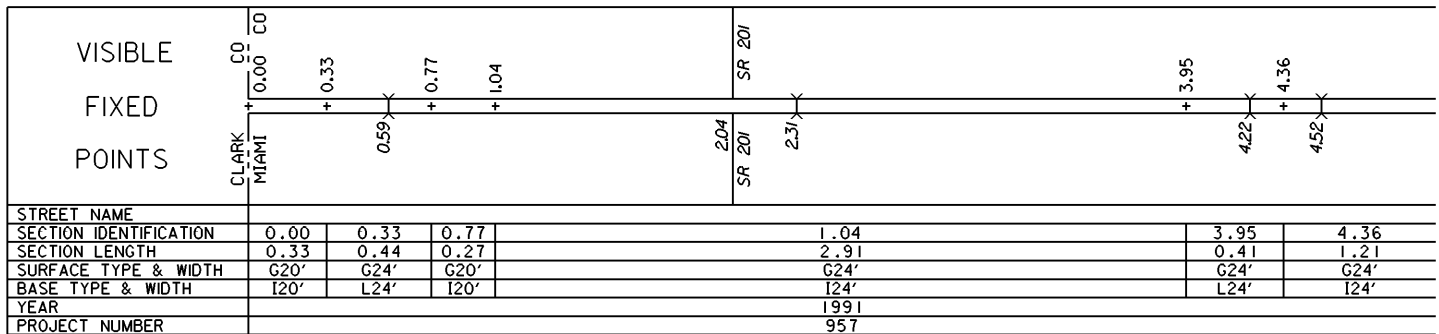 VISIBLE
FIXED
POINTS
CLARK CO
MIAMI CO
0.00
0.33
0.77
1.04
SR 201
3.95
4.36
0.59
2.04
SR 201
2.31
4.22
4.52
STREET NAME
SECTION IDENTIFICATION 0.00 0.33 0.77 1.04 3.95 4.36
SECTION LENGTH 0.33 0.44 0.27 2.91 0.41 1.21
SURFACE TYPE & WIDTH G20' G24' G20' G24' G24' G24'
BASE TYPE & WIDTH I20' L24' I20' I24' L24' I24'
YEAR 1991
PROJECT NUMBER 957